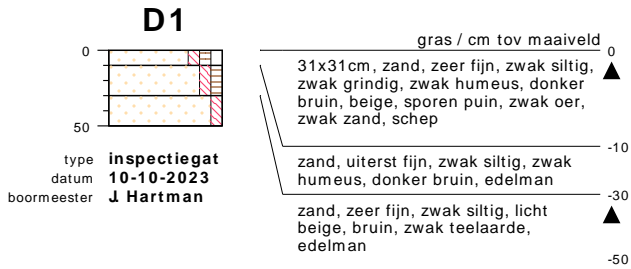 D1
0
50
type inspectiegat
datum 10-10-2023
boormeester J Hartman
gras / cm tov maaiveld
0
31x31cm, zand, zeer fijn, zwak siltig,
zwak grindig, zwak humeus, donker
bruin, beige, sporen puin, zwak oer,
zwak zand, schep
-10
zand, uiterst fijn, zwak siltig, zwak
humeus, donker bruin, edelman
-30
zand, zeer fijn, zwak siltig, licht
beige, bruin, zwak teelaarde,
edelman
-50